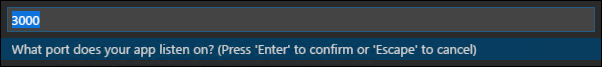 3000
What port does your app listen on? (Press 'Enter' to confirm or 'Escape' to cancel)